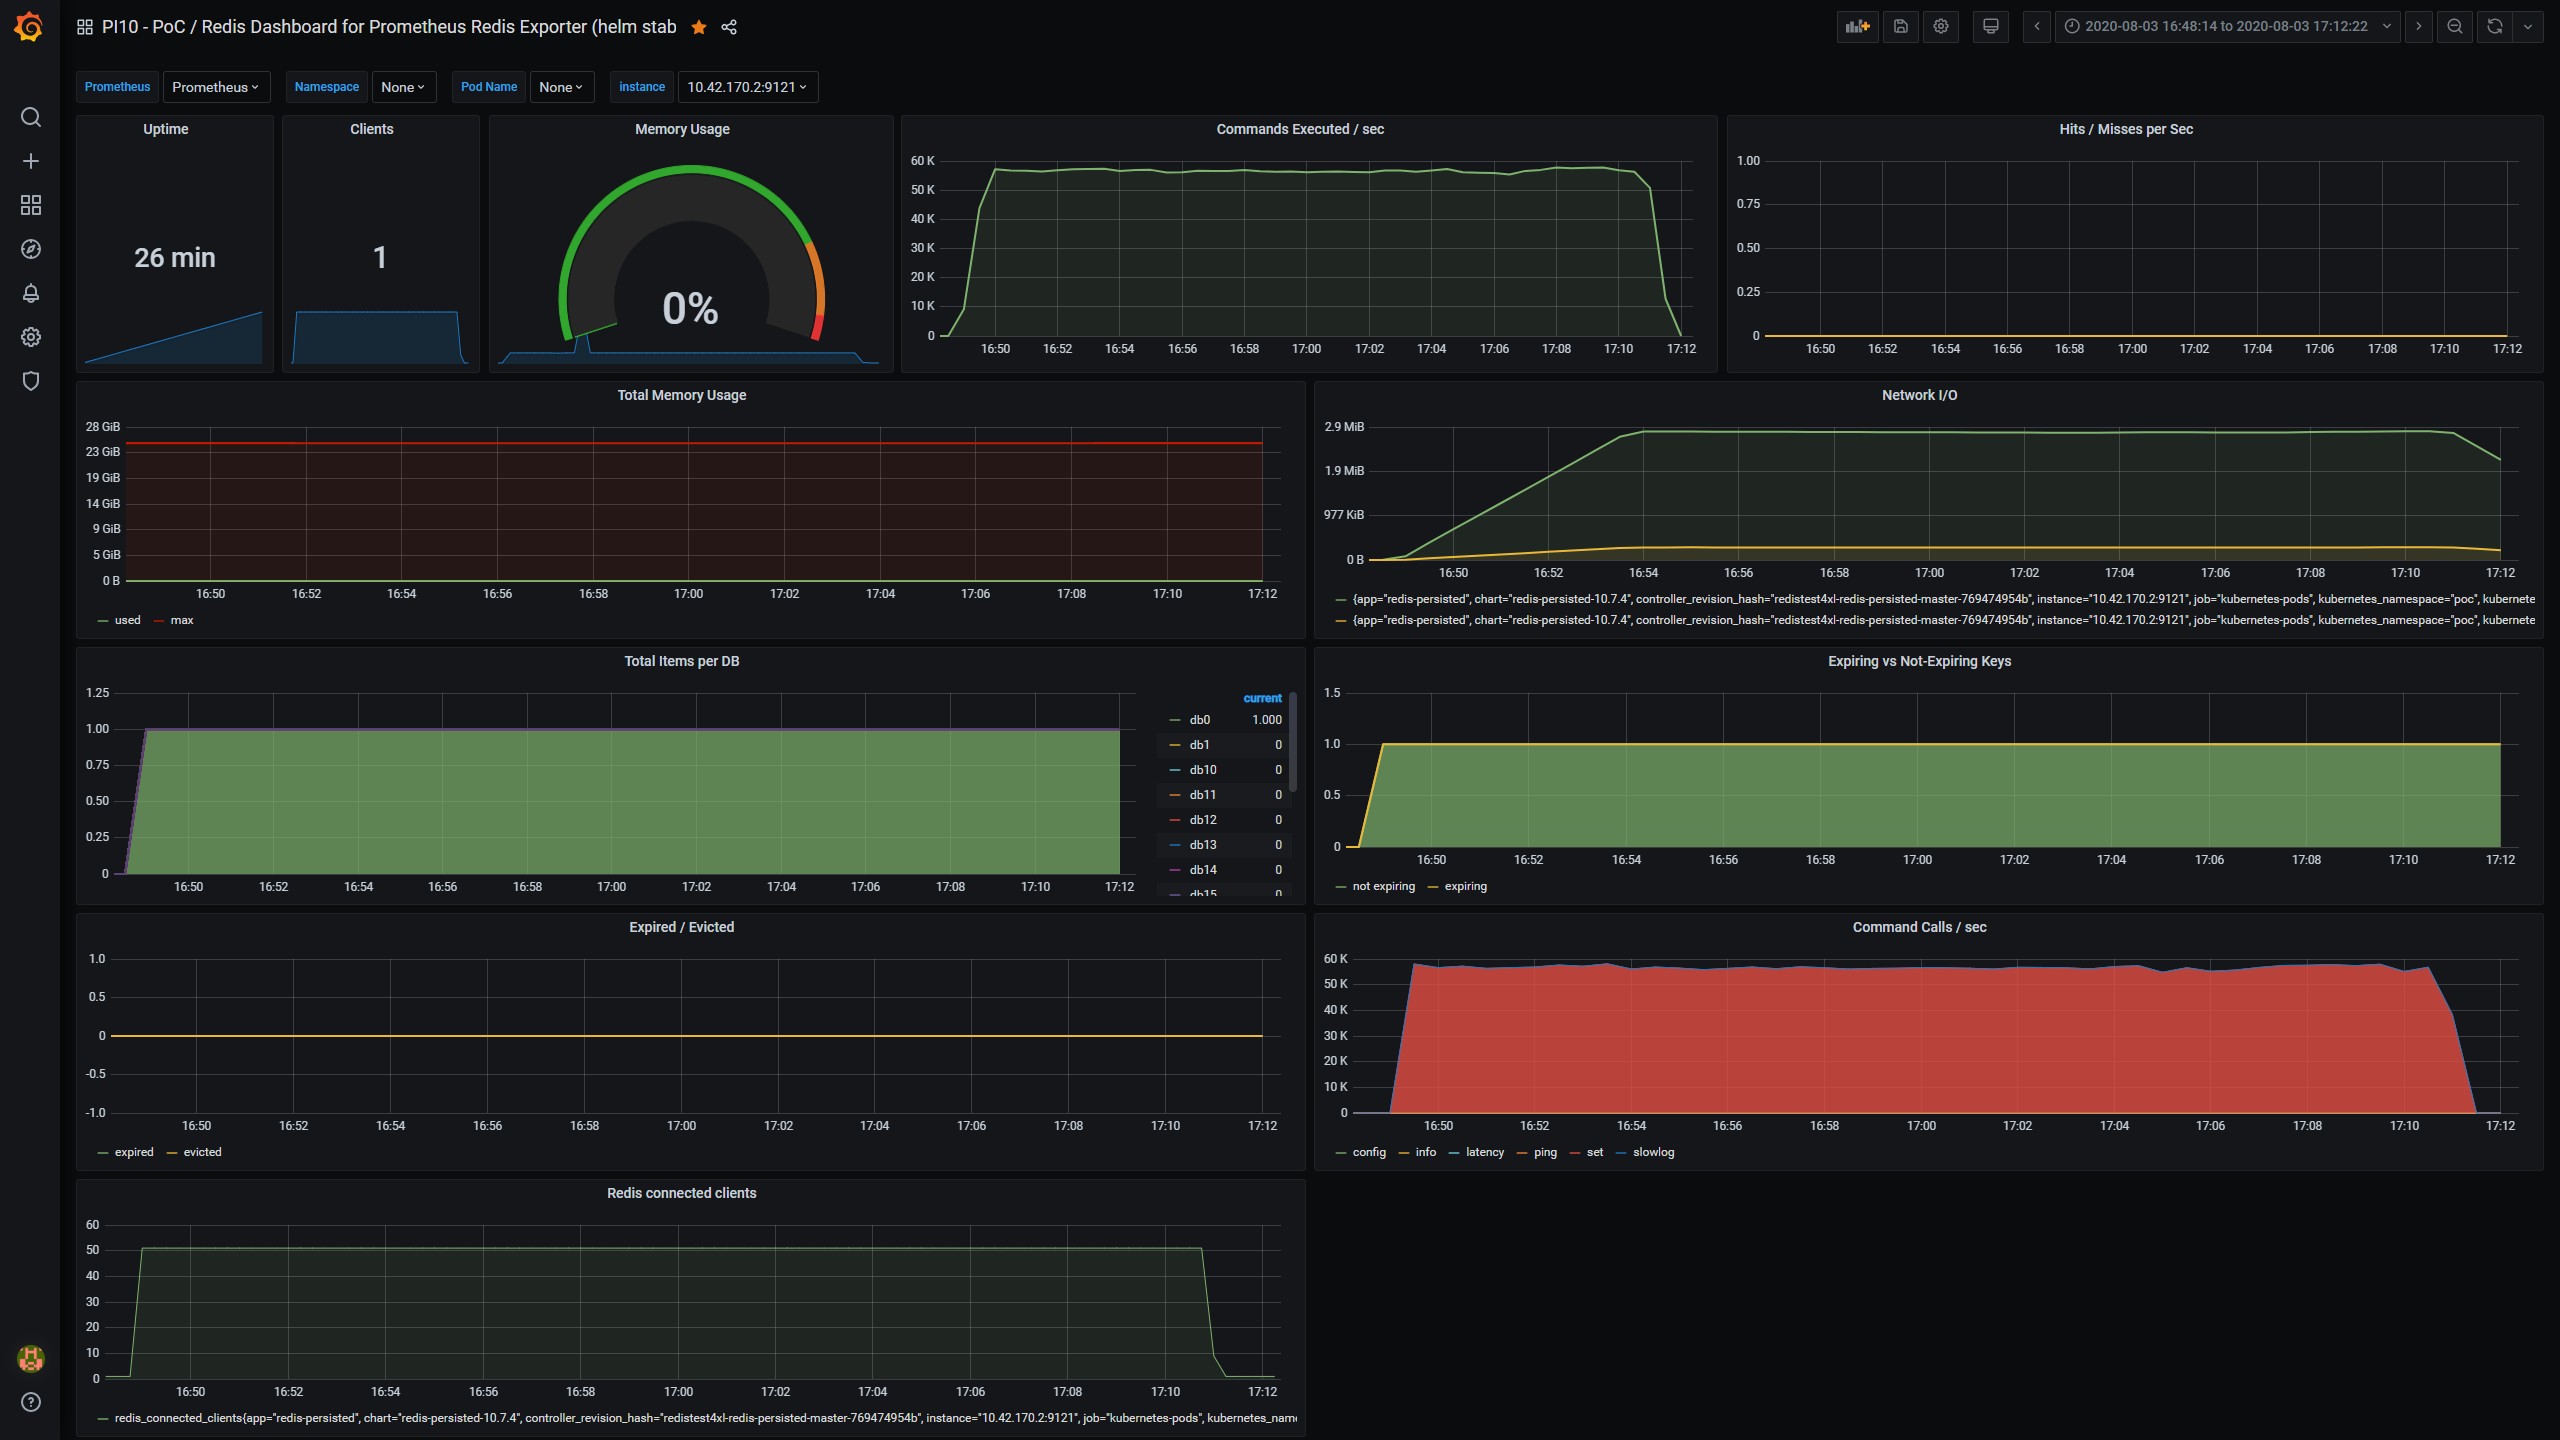 PI10 - PoC / Redis Dashboard for Prometheus Redis Exporter (helm stab
2020-08-03 16:48:14 to 2020-08-03 17:12:22
Prometheus Prometheus Namespace None Pod Name None instance 10.42.170.2:9121
Uptime
26 min
Clients
1
Memory Usage
0%
Commands Executed / sec
60 K
50 K
40 K
30 K
20 K
10 K
0
16:50 16:52 16:54 16:56 16:58 17:00 17:02 17:04 17:06 17:08 17:10 17:12
Hits / Misses per Sec
1.00
0.75
0.50
0.25
0
16:50 16:52 16:54 16:56 16:58 17:00 17:02 17:04 17:06 17:08 17:10 17:12
Total Memory Usage
28 GiB
23 GiB
19 GiB
14 GiB
9 GiB
5 GiB
0 B
16:50 16:52 16:54 16:56 16:58 17:00 17:02 17:04 17:06 17:08 17:10 17:12
used max
Network I/O
2.9 MiB
1.9 MiB
977 KiB
0 B
16:50 16:52 16:54 16:56 16:58 17:00 17:02 17:04 17:06 17:08 17:10 17:12
{app="redis-persisted", chart="redis-persisted-10.7.4", controller_revision_hash="redistest4xl-redis-persisted-master-769474954b", instance="10.42.170.2:9121", job="kubernetes-pods", kubernetes_namespace="poc", kubernete
{app="redis-persisted", chart="redis-persisted-10.7.4", controller_revision_hash="redistest4xl-redis-persisted-master-769474954b", instance="10.42.170.2:9121", job="kubernetes-pods", kubernetes_namespace="poc", kubernete
Total Items per DB
1.25
1.00
0.75
0.50
0.25
0
16:50 16:52 16:54 16:56 16:58 17:00 17:02 17:04 17:06 17:08 17:10 17:12
current
db0 1.000
db1 0
db10 0
db11 0
db12 0
db13 0
db14 0
db15 0
Expiring vs Not-Expiring Keys
1.5
1.0
0.5
0
16:50 16:52 16:54 16:56 16:58 17:00 17:02 17:04 17:06 17:08 17:10 17:12
not expiring expiring
Expired / Evicted
1.0
0.5
0
-0.5
-1.0
16:50 16:52 16:54 16:56 16:58 17:00 17:02 17:04 17:06 17:08 17:10 17:12
expired evicted
Command Calls / sec
60 K
50 K
40 K
30 K
20 K
10 K
0
16:50 16:52 16:54 16:56 16:58 17:00 17:02 17:04 17:06 17:08 17:10 17:12
config info latency ping set slowlog
Redis connected clients
60
50
40
30
20
10
0
16:50 16:52 16:54 16:56 16:58 17:00 17:02 17:04 17:06 17:08 17:10 17:12
redis_connected_clients{app="redis-persisted", chart="redis-persisted-10.7.4", controller_revision_hash="redistest4xl-redis-persisted-master-769474954b", instance="10.42.170.2:9121", job="kubernetes-pods", kubernetes_nam